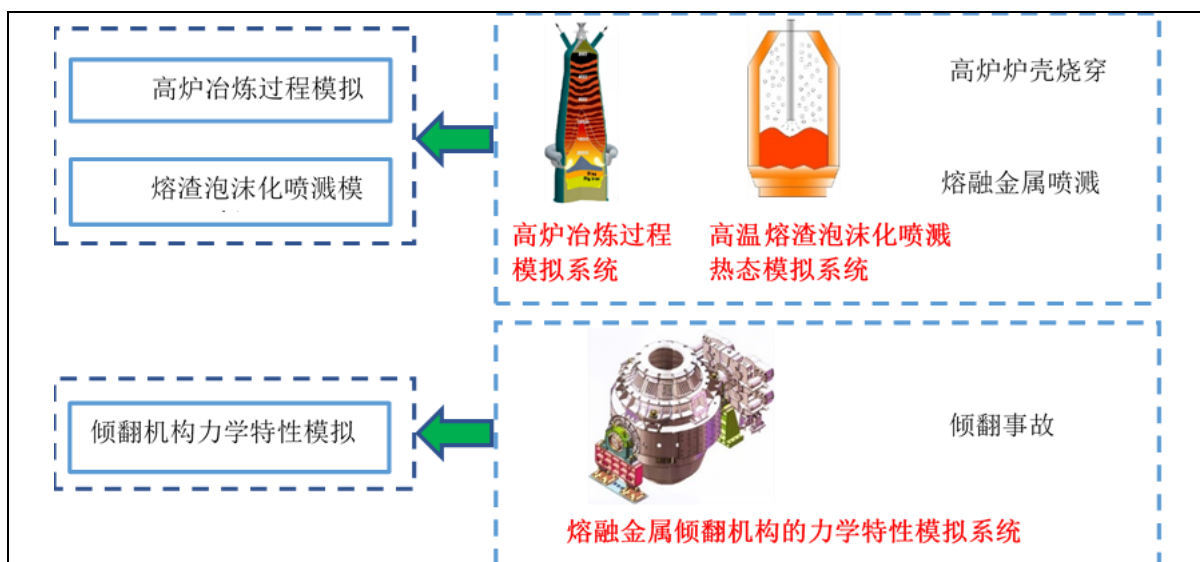 高炉冶炼过程模拟
熔渣泡沫化喷溅模
高炉炉壳烧穿
熔融金属喷溅
高炉冶炼过程
模拟系统
高温熔渣泡沫化喷溅
热态模拟系统
倾翻机构力学特性模拟
倾翻事故
熔融金属倾翻机构的力学特性模拟系统